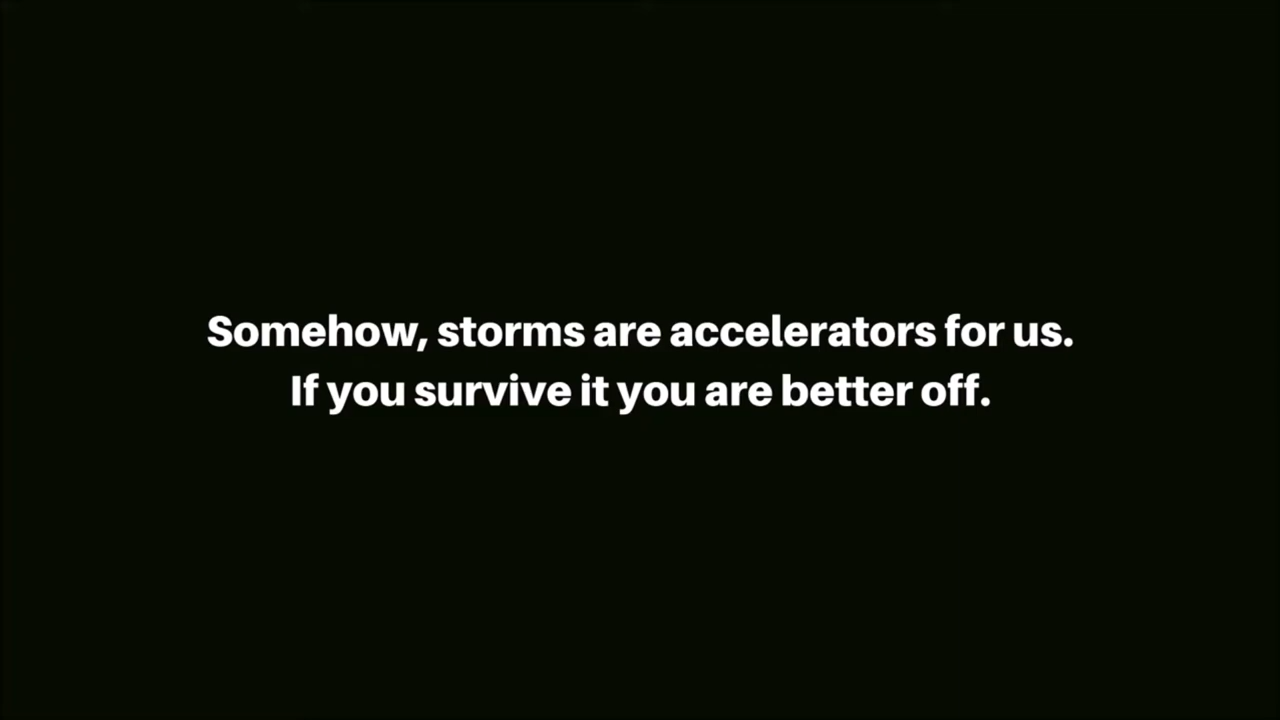 Somehow, storms are accelerators for us.
If you survive it you are better off.